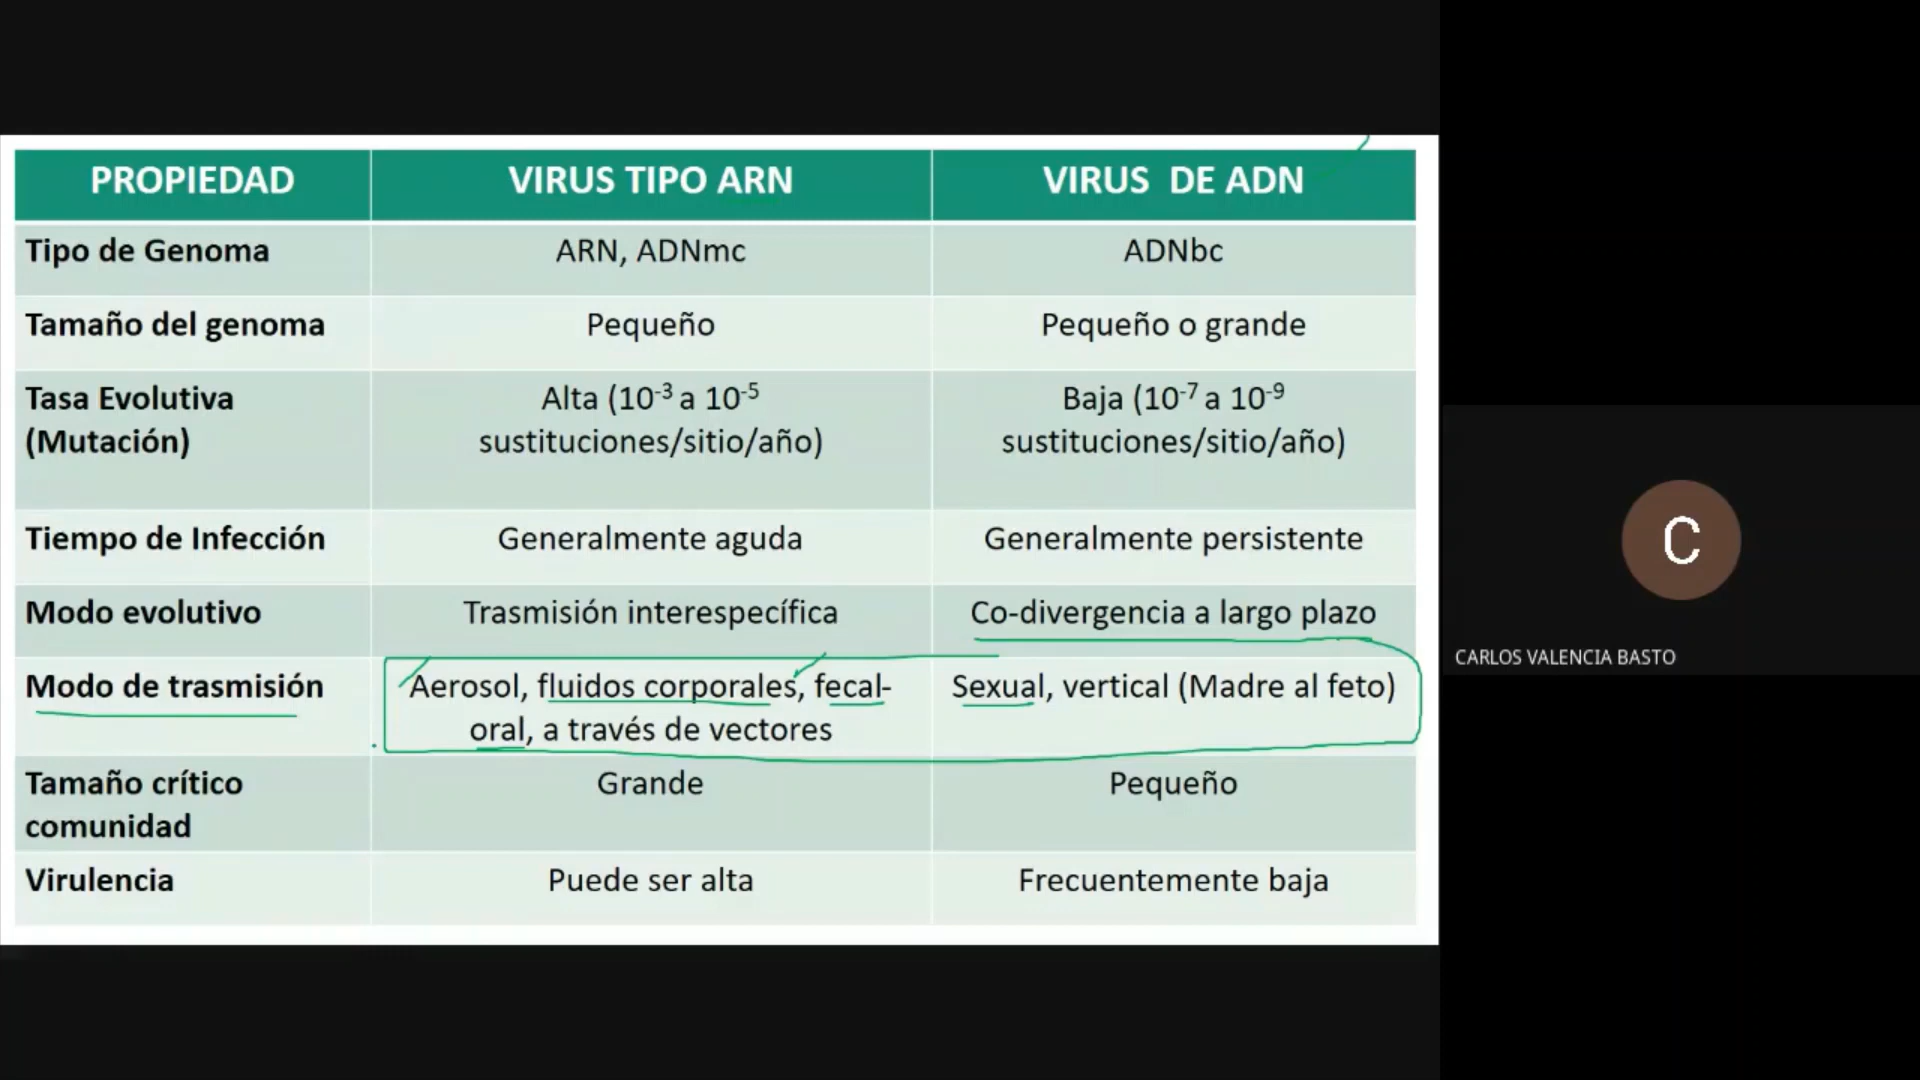 PROPIEDAD VIRUS TIPO ARN VIRUS DE ADN
Tipo de Genoma ARN, ADNmc ADNbc
Tamaño del genoma Pequeño Pequeño o grande
Tasa Evolutiva Alta (10⁻³ a 10⁻⁵ Baja (10⁻⁷ a 10⁻⁹
(Mutación) sustituciones/sitio/año) sustituciones/sitio/año)
Tiempo de Infección Generalmente aguda Generalmente persistente
Modo evolutivo Trasmisión interespecífica Co-divergencia a largo plazo
Modo de trasmisión Aerosol, fluidos corporales, fecal- Sexual, vertical (Madre al feto)
oral, a través de vectores
Tamaño crítico Grande Pequeño
comunidad
Virulencia Puede ser alta Frecuentemente baja
C
CARLOS VALENCIA BASTO